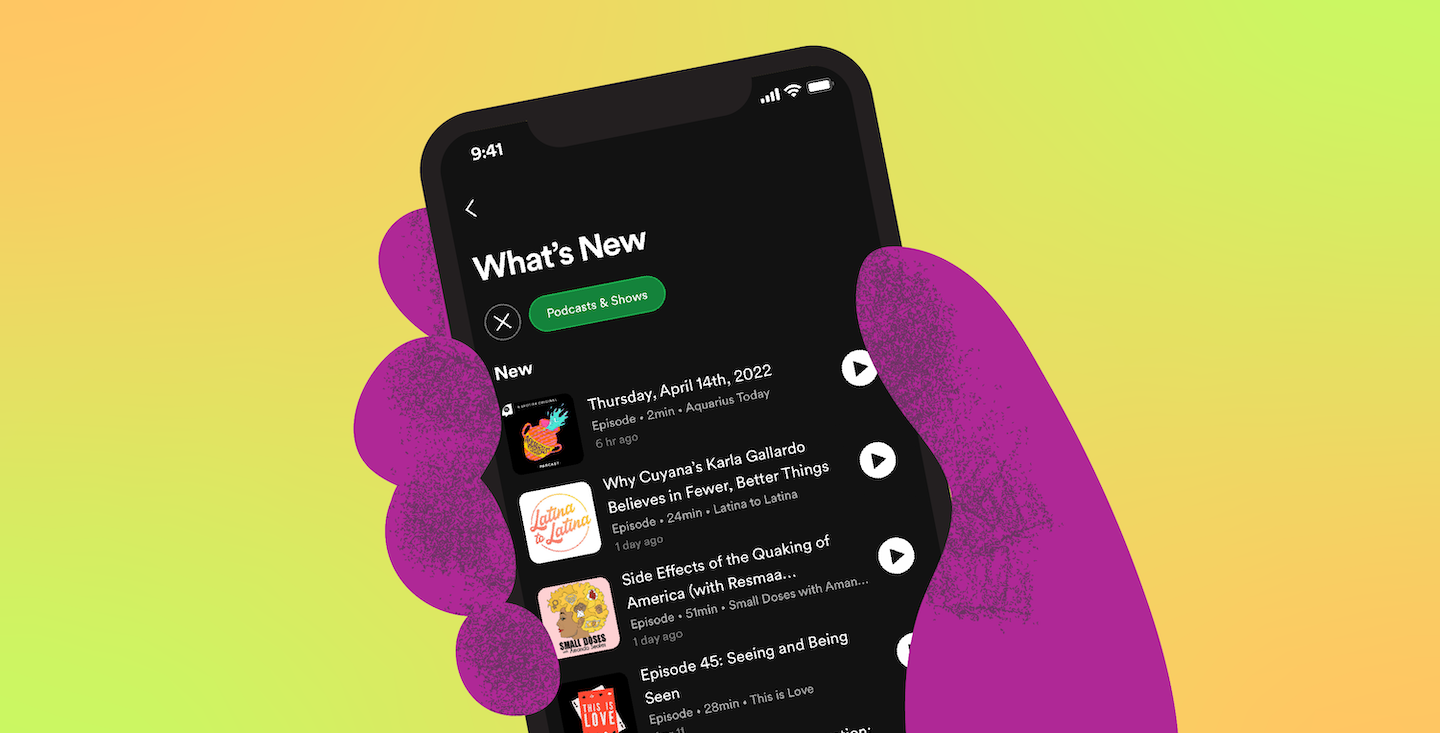 9:41
What's New
Podcasts & Shows
New
A SPOTIFY ORIGINAL
PODCAST
Thursday, April 14th, 2022
Episode • 2min • Aquarius Today
6 hr ago
Latina
to Latina
Why Cuyana's Karla Gallardo
Believes in Fewer, Better Things
Episode • 24min • Latina to Latina
1 day ago
SMALL DOSES
with Amanda Seales
Side Effects of the Quaking of
America (with Resmaa...
Episode • 51min • Small Doses with Aman...
1 day ago
THIS IS
LOVE
Episode 45: Seeing and Being
Seen
Episode • 28min • This is Love